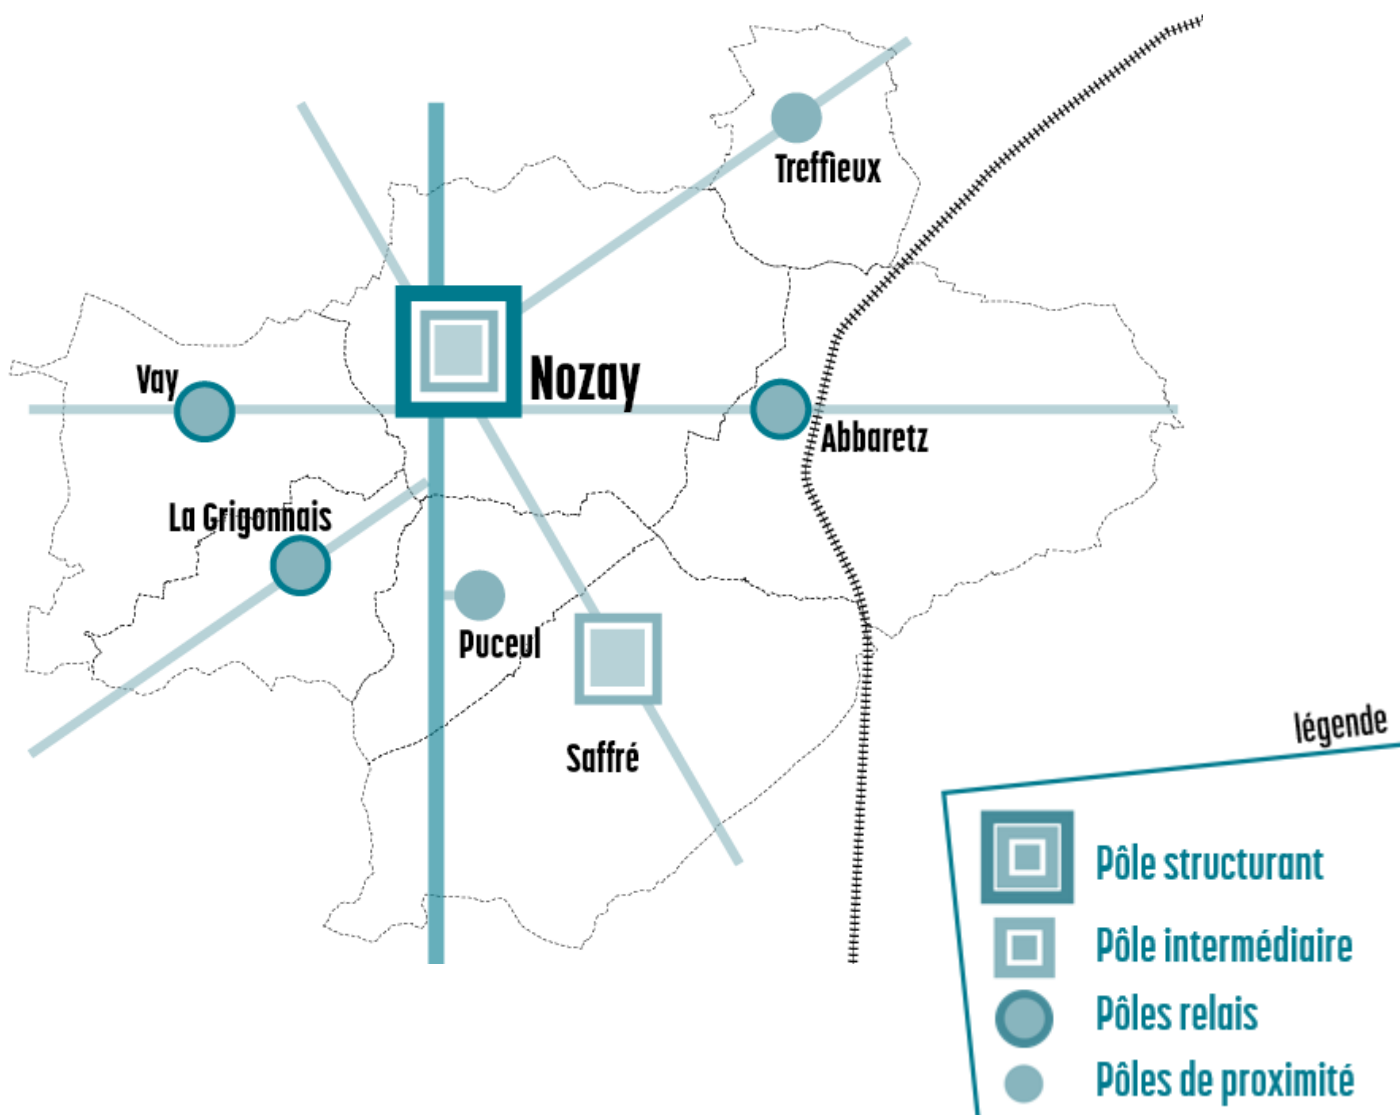 Treffieux
Vay
Nozay
Abbaretz
La Grigonnais
Puceul
Saffré
légende
Pôle structurant
Pôle intermédiaire
Pôles relais
Pôles de proximité